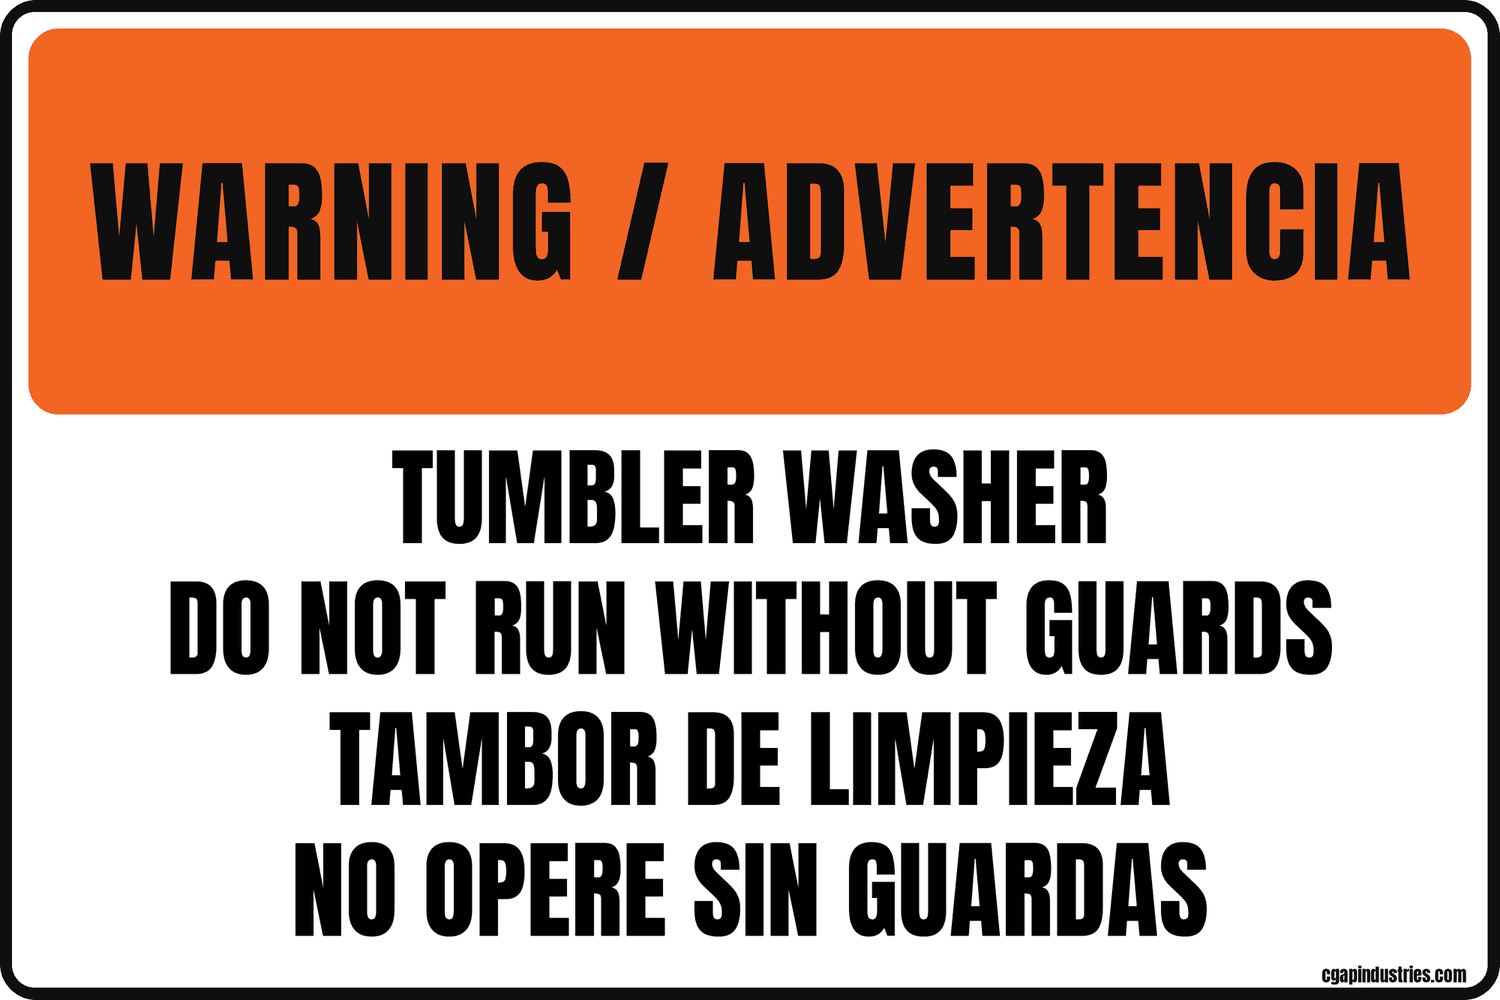 WARNING / ADVERTENCIA
TUMBLER WASHER
DO NOT RUN WITHOUT GUARDS
TAMBOR DE LIMPIEZA
NO OPERE SIN GUARDAS
cgapindustries.com